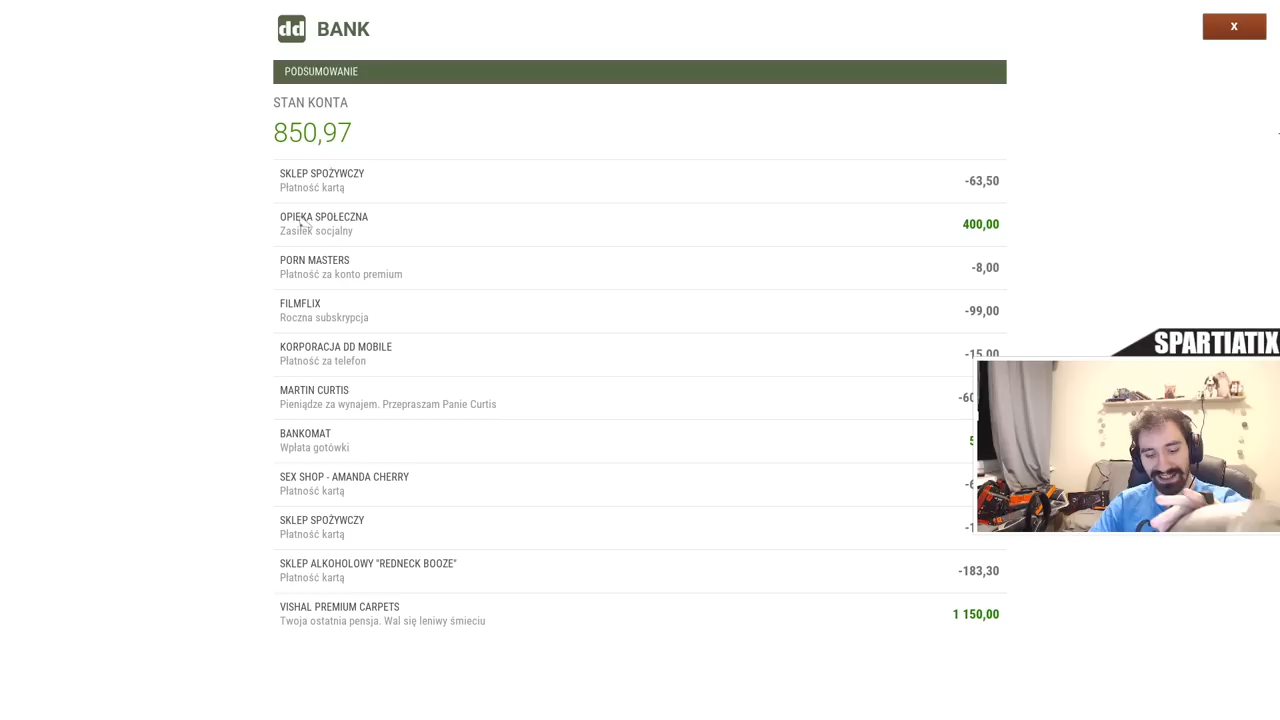 dd BANK
X
PODSUMOWANIE
STAN KONTA
850,97
SKLEP SPOŻYWCZY
Płatność kartą
-63,50
OPIEKA SPOŁECZNA
Zasiłek socjalny
400,00
PORN MASTERS
Płatność za konto premium
-8,00
FILMFLIX
Roczna subskrypcja
-99,00
KORPORACJA DD MOBILE
Płatność za telefon
-15,00
SPARTIATIX
MARTIN CURTIS
Pieniądze za wynajem. Przepraszam Panie Curtis
BANKOMAT
Wpłata gotówki
SEX SHOP - AMANDA CHERRY
Płatność kartą
SKLEP SPOŻYWCZY
Płatność kartą
SKLEP ALKOHOLOWY "REDNECK BOOZE"
Płatność kartą
-183,30
VISHAL PREMIUM CARPETS
Twoja ostatnia pensja. Wal się leniwy śmieciu
1 150,00